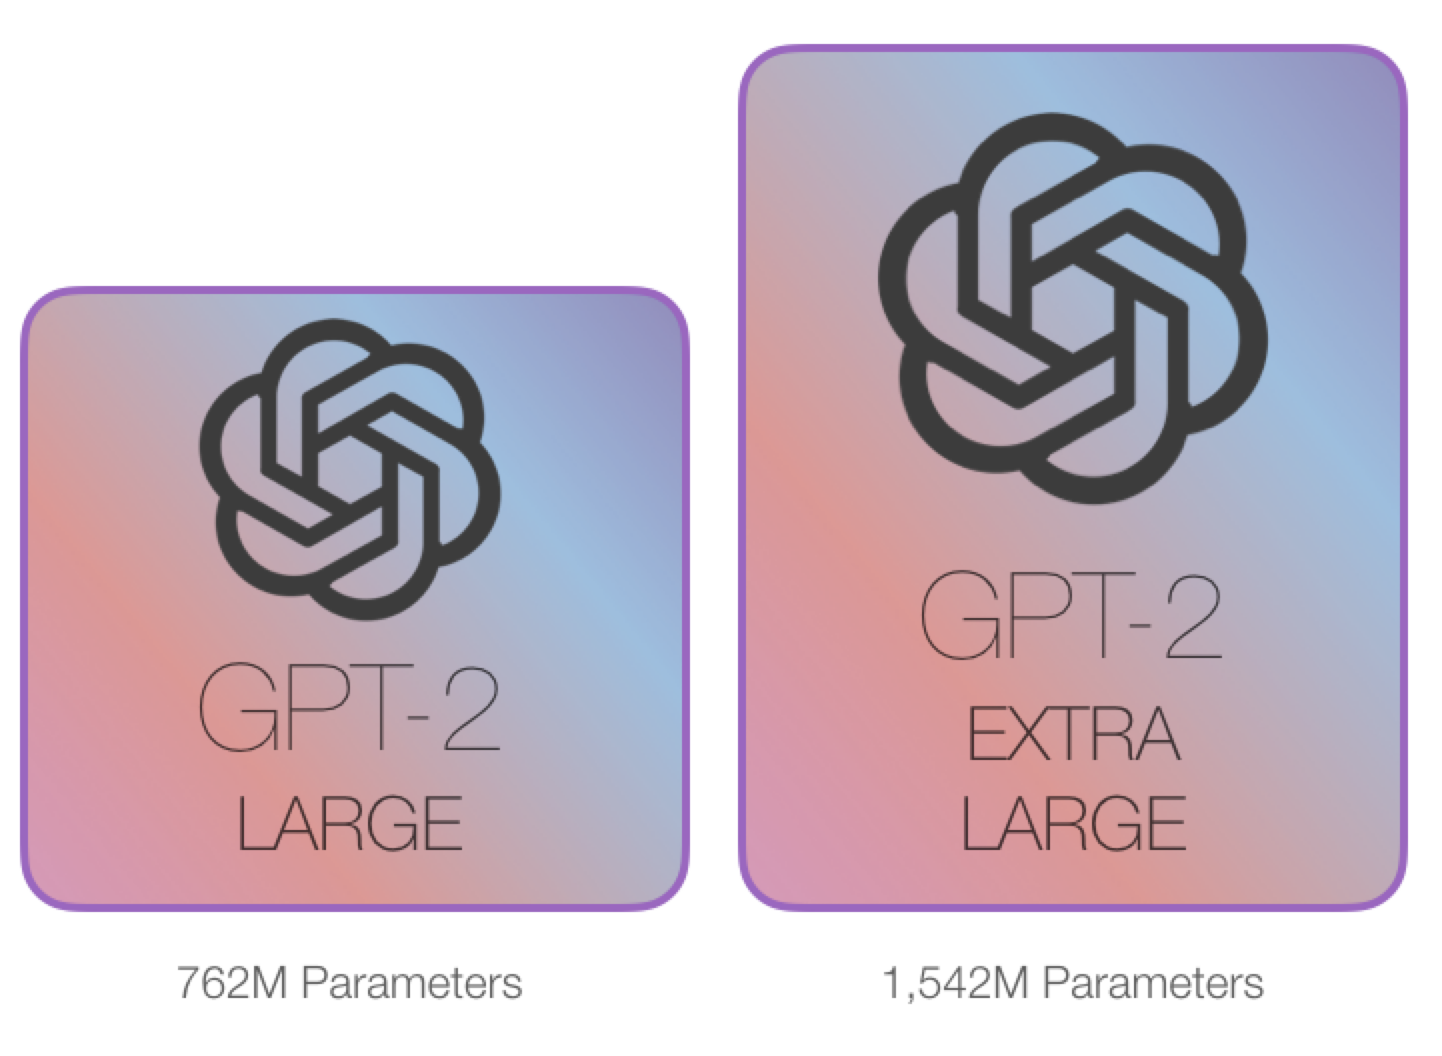 GPT-2
LARGE
762M Parameters
GPT-2
EXTRA
LARGE
1,542M Parameters